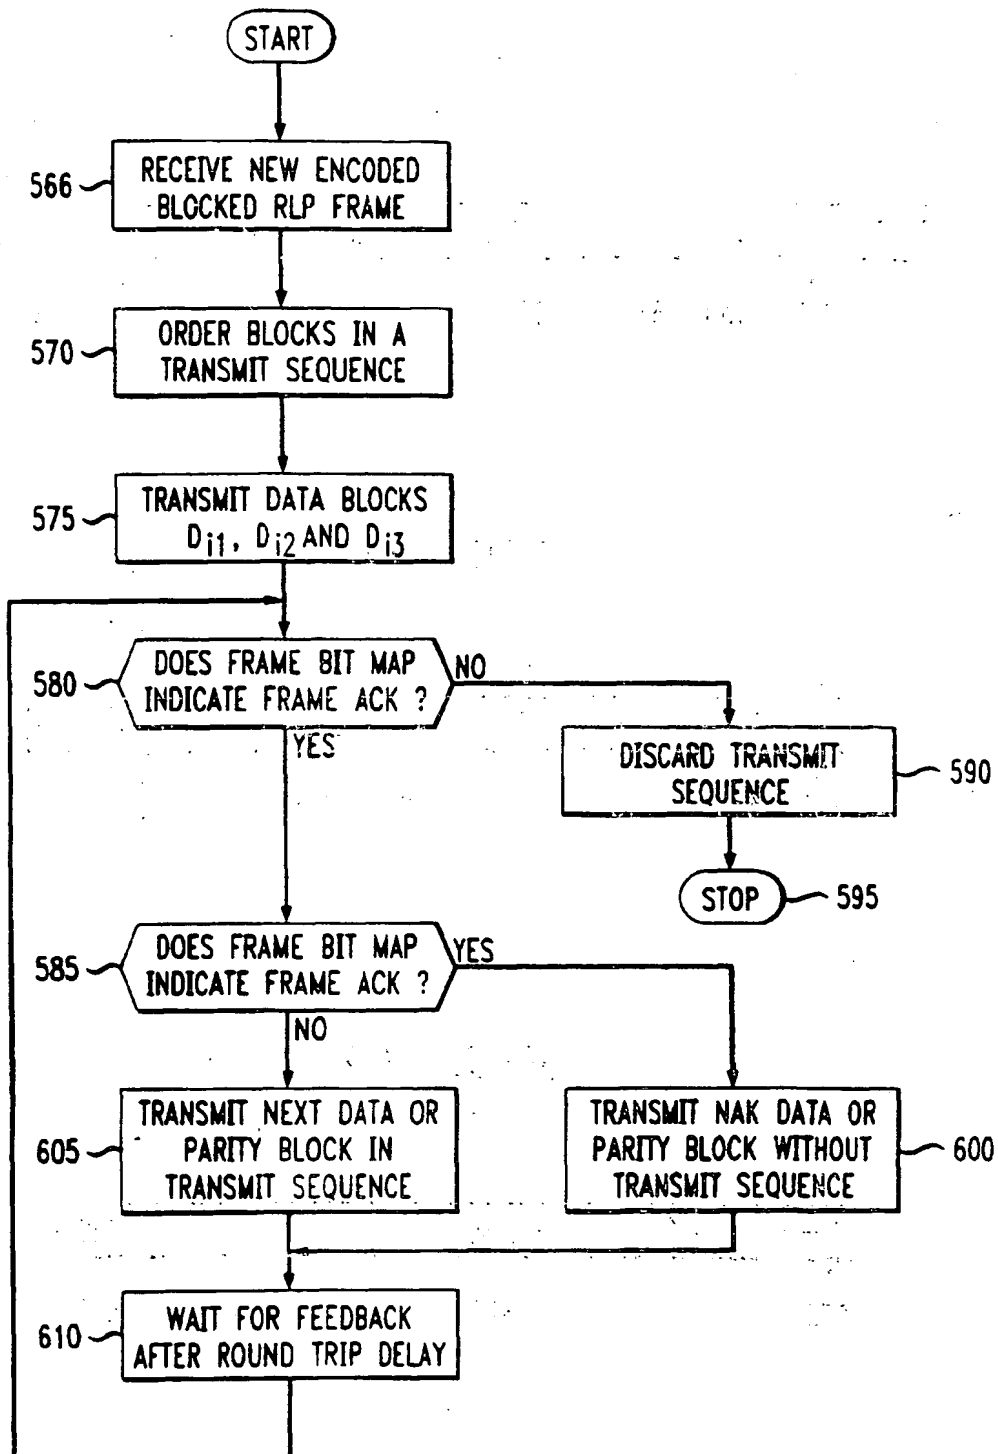 START
566
RECEIVE NEW ENCODED
BLOCKED RLP FRAME
570
ORDER BLOCKS IN A
TRANSMIT SEQUENCE
575
TRANSMIT DATA BLOCKS
Di1, Di2 AND Di3
580
DOES FRAME BIT MAP
INDICATE FRAME ACK ?
NO
YES
DISCARD TRANSMIT
SEQUENCE
590
STOP
595
585
DOES FRAME BIT MAP
INDICATE FRAME ACK ?
YES
NO
605
TRANSMIT NEXT DATA OR
PARITY BLOCK IN
TRANSMIT SEQUENCE
TRANSMIT NAK DATA OR
PARITY BLOCK WITHOUT
TRANSMIT SEQUENCE
600
610
WAIT FOR FEEDBACK
AFTER ROUND TRIP DELAY